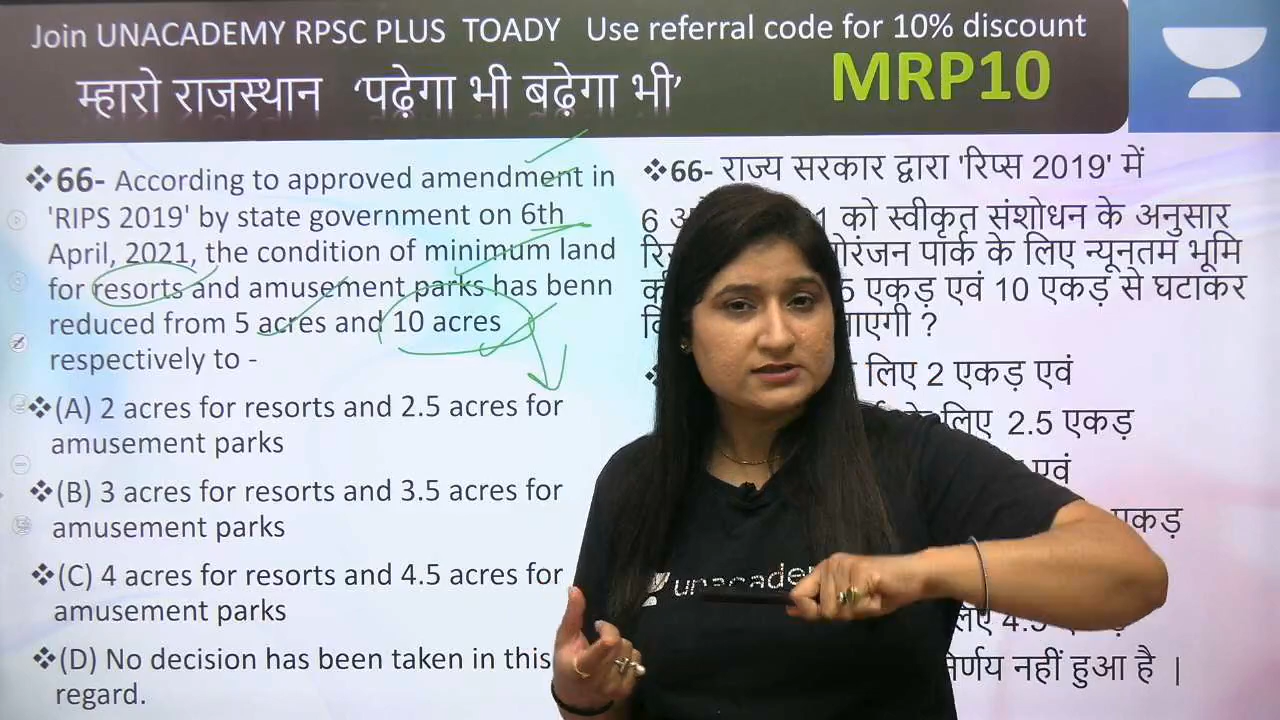 Join UNACADEMY RPSC PLUS TOADY Use referral code for 10% discount
म्हारो राजस्थान ‘पढ़ेगा भी बढ़ेगा भी’ MRP10
❖66- According to approved amendment in
'RIPS 2019' by state government on 6th
April, 2021, the condition of minimum land
for resorts and amusement parks has benn
reduced from 5 acres and 10 acres
respectively to -
❖(A) 2 acres for resorts and 2.5 acres for
amusement parks
❖(B) 3 acres for resorts and 3.5 acres for
amusement parks
❖(C) 4 acres for resorts and 4.5 acres for
amusement parks
❖(D) No decision has been taken in this
regard.
❖66- राज्य सरकार द्वारा 'रिप्स 2019' में
6 को स्वीकृत संशोधन के अनुसार
पार्क के लिए न्यूनतम भूमि
एकड़ एवं 10 एकड़ से घटाकर
?
लिए 2 एकड़ एवं
2.5 एकड़
एवं
निर्णय नहीं हुआ है |
unacademy